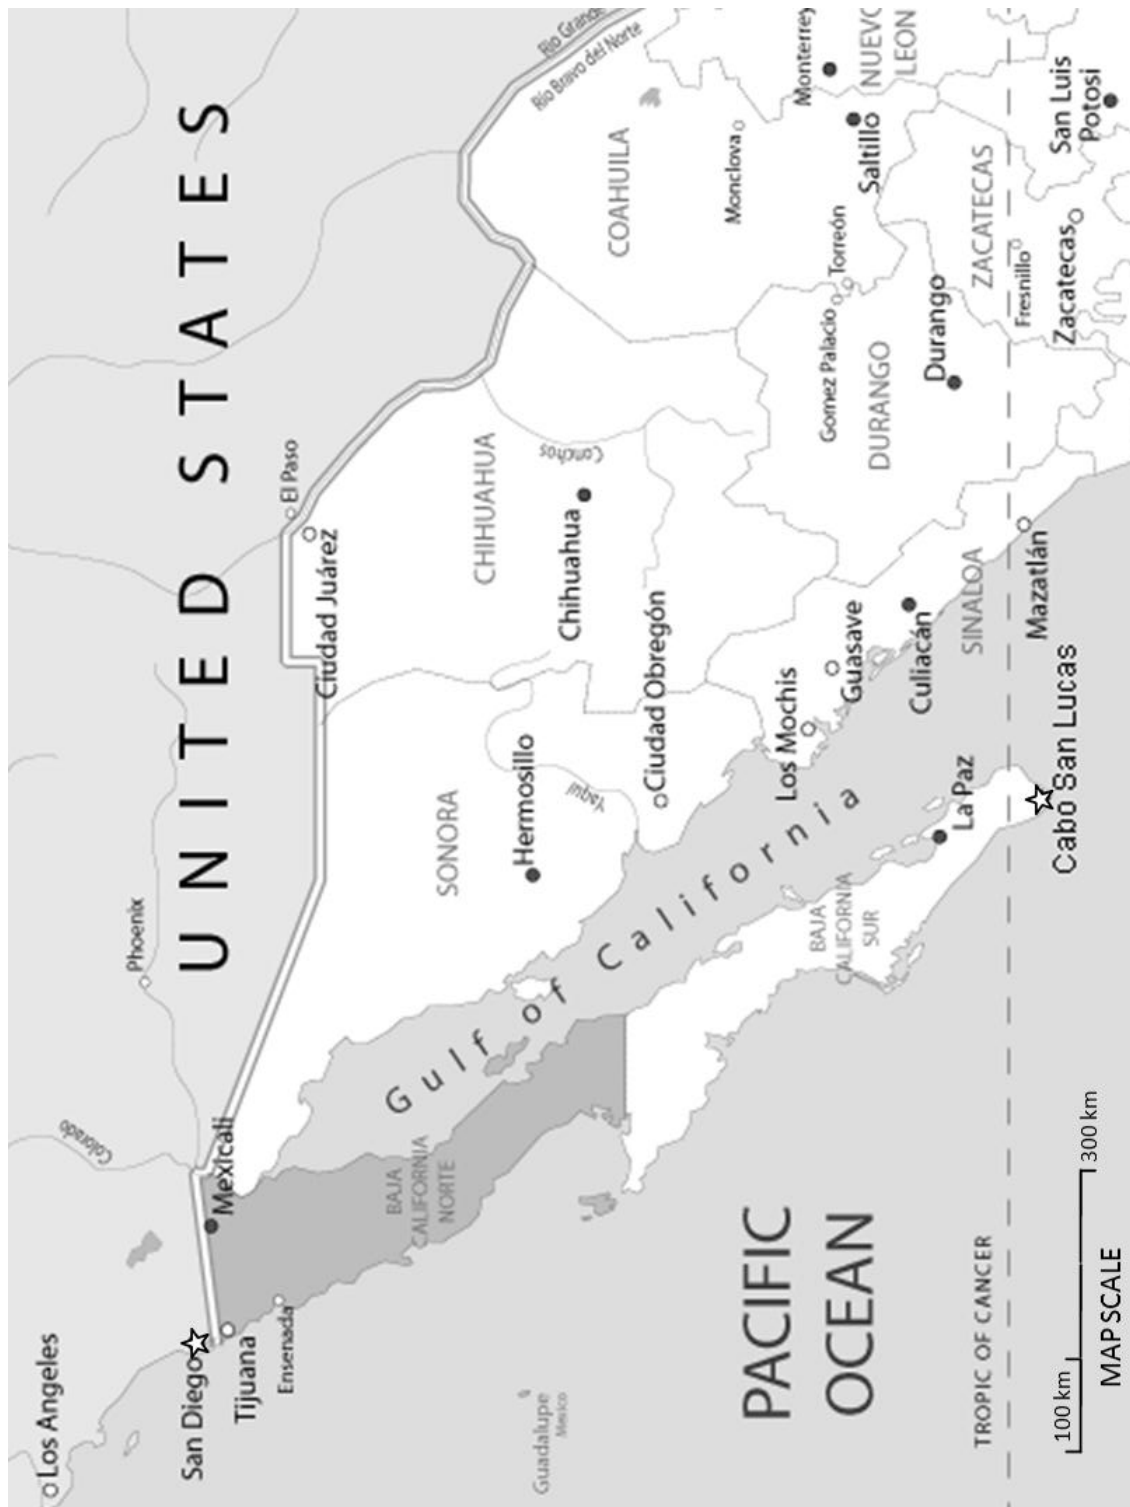 UNITED STATES
Los Angeles
San Diego
Tijuana
Ensenada
Mexicali
Colorado
Phoenix
El Paso
Ciudad Juárez
Rio Grande
Río Bravo del Norte
BAJA
CALIFORNIA
NORTE
Gulf of California
SONORA
Hermosillo
Yaqui
Ciudad Obregón
CHIHUAHUA
Chihuahua
Conchos
COAHUILA
Monclova
Monterrey
NUEVO
LEON
Saltillo
Torreón
Gomez Palacio
DURANGO
Durango
ZACATECAS
Fresnillo
Zacatecas
San Luis
Potosi
Los Mochis
Guasave
Culiacán
SINALOA
Mazatlán
BAJA
CALIFORNIA
SUR
La Paz
Cabo San Lucas
Guadalupe
Mexico
PACIFIC
OCEAN
TROPIC OF CANCER
100 km
300 km
MAP SCALE